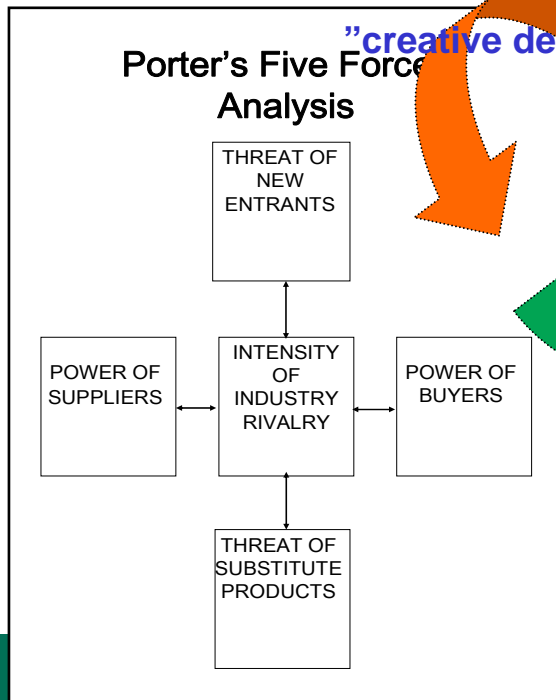 ”creative de
Porter’s Five Force
Analysis
THREAT OF
NEW
ENTRANTS
POWER OF
SUPPLIERS
INTENSITY
OF
INDUSTRY
RIVALRY
POWER OF
BUYERS
THREAT OF
SUBSTITUTE
PRODUCTS